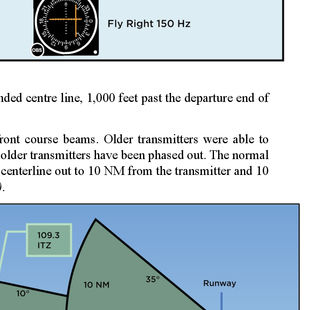 Fly Right 150 Hz
OBS
nded centre line, 1,000 feet past the departure end of
ront course beams. Older transmitters were able to
older transmitters have been phased out. The normal
centerline out to 10 NM from the transmitter and 10
).
109.3
ITZ
10 NM
35°
Runway
10°